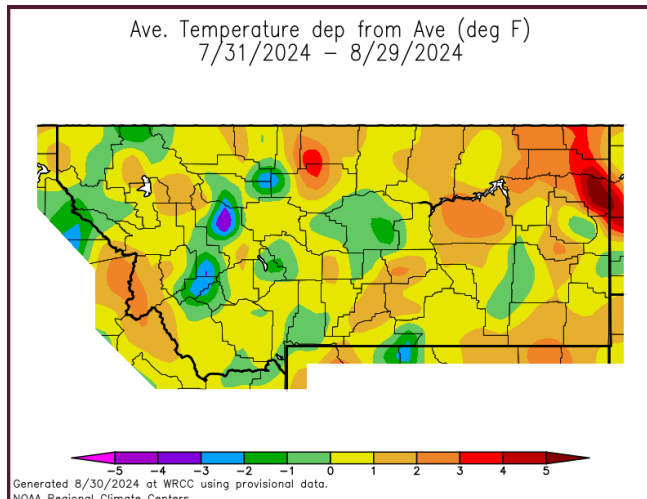 Ave. Temperature dep from Ave (deg F)
7/31/2024 – 8/29/2024
-5 -4 -3 -2 -1 0 1 2 3 4 5
Generated 8/30/2024 at WRCC using provisional data.
NOAA Regional Climate Centers